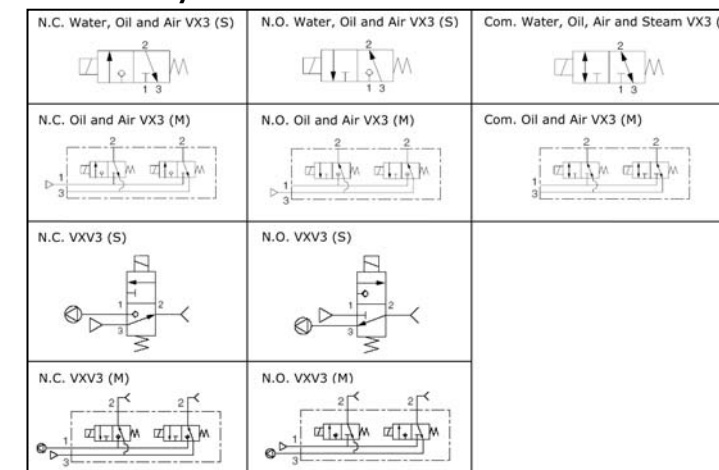 N.C. Water, Oil and Air VX3 (S)
N.O. Water, Oil and Air VX3 (S)
Com. Water, Oil, Air and Steam VX3 (
2
1 3
2
1 3
2
1 3
N.C. Oil and Air VX3 (M)
N.O. Oil and Air VX3 (M)
Com. Oil and Air VX3 (M)
2 2
1
3
2 2
1
3
2 2
1
3
N.C. VXV3 (S)
N.O. VXV3 (S)
1 2
3
1 2
3
N.C. VXV3 (M)
N.O. VXV3 (M)
2 2
1
3
2 2
1
3